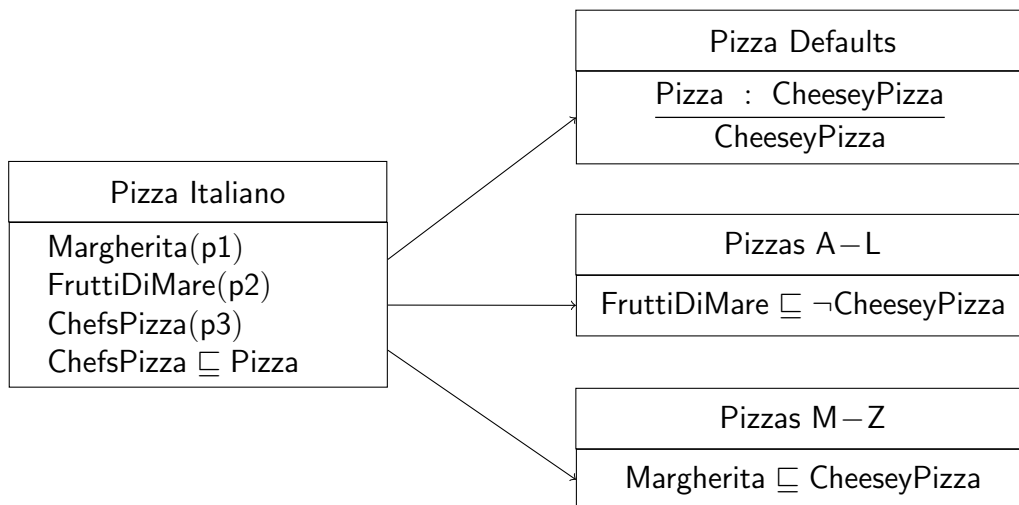 Pizza Italiano
Margherita(p1)
FruttiDiMare(p2)
ChefsPizza(p3)
ChefsPizza ⊑ Pizza
Pizza Defaults
Pizza : CheeseyPizza
CheeseyPizza
Pizzas A–L
FruttiDiMare ⊑ ¬CheeseyPizza
Pizzas M–Z
Margherita ⊑ CheeseyPizza